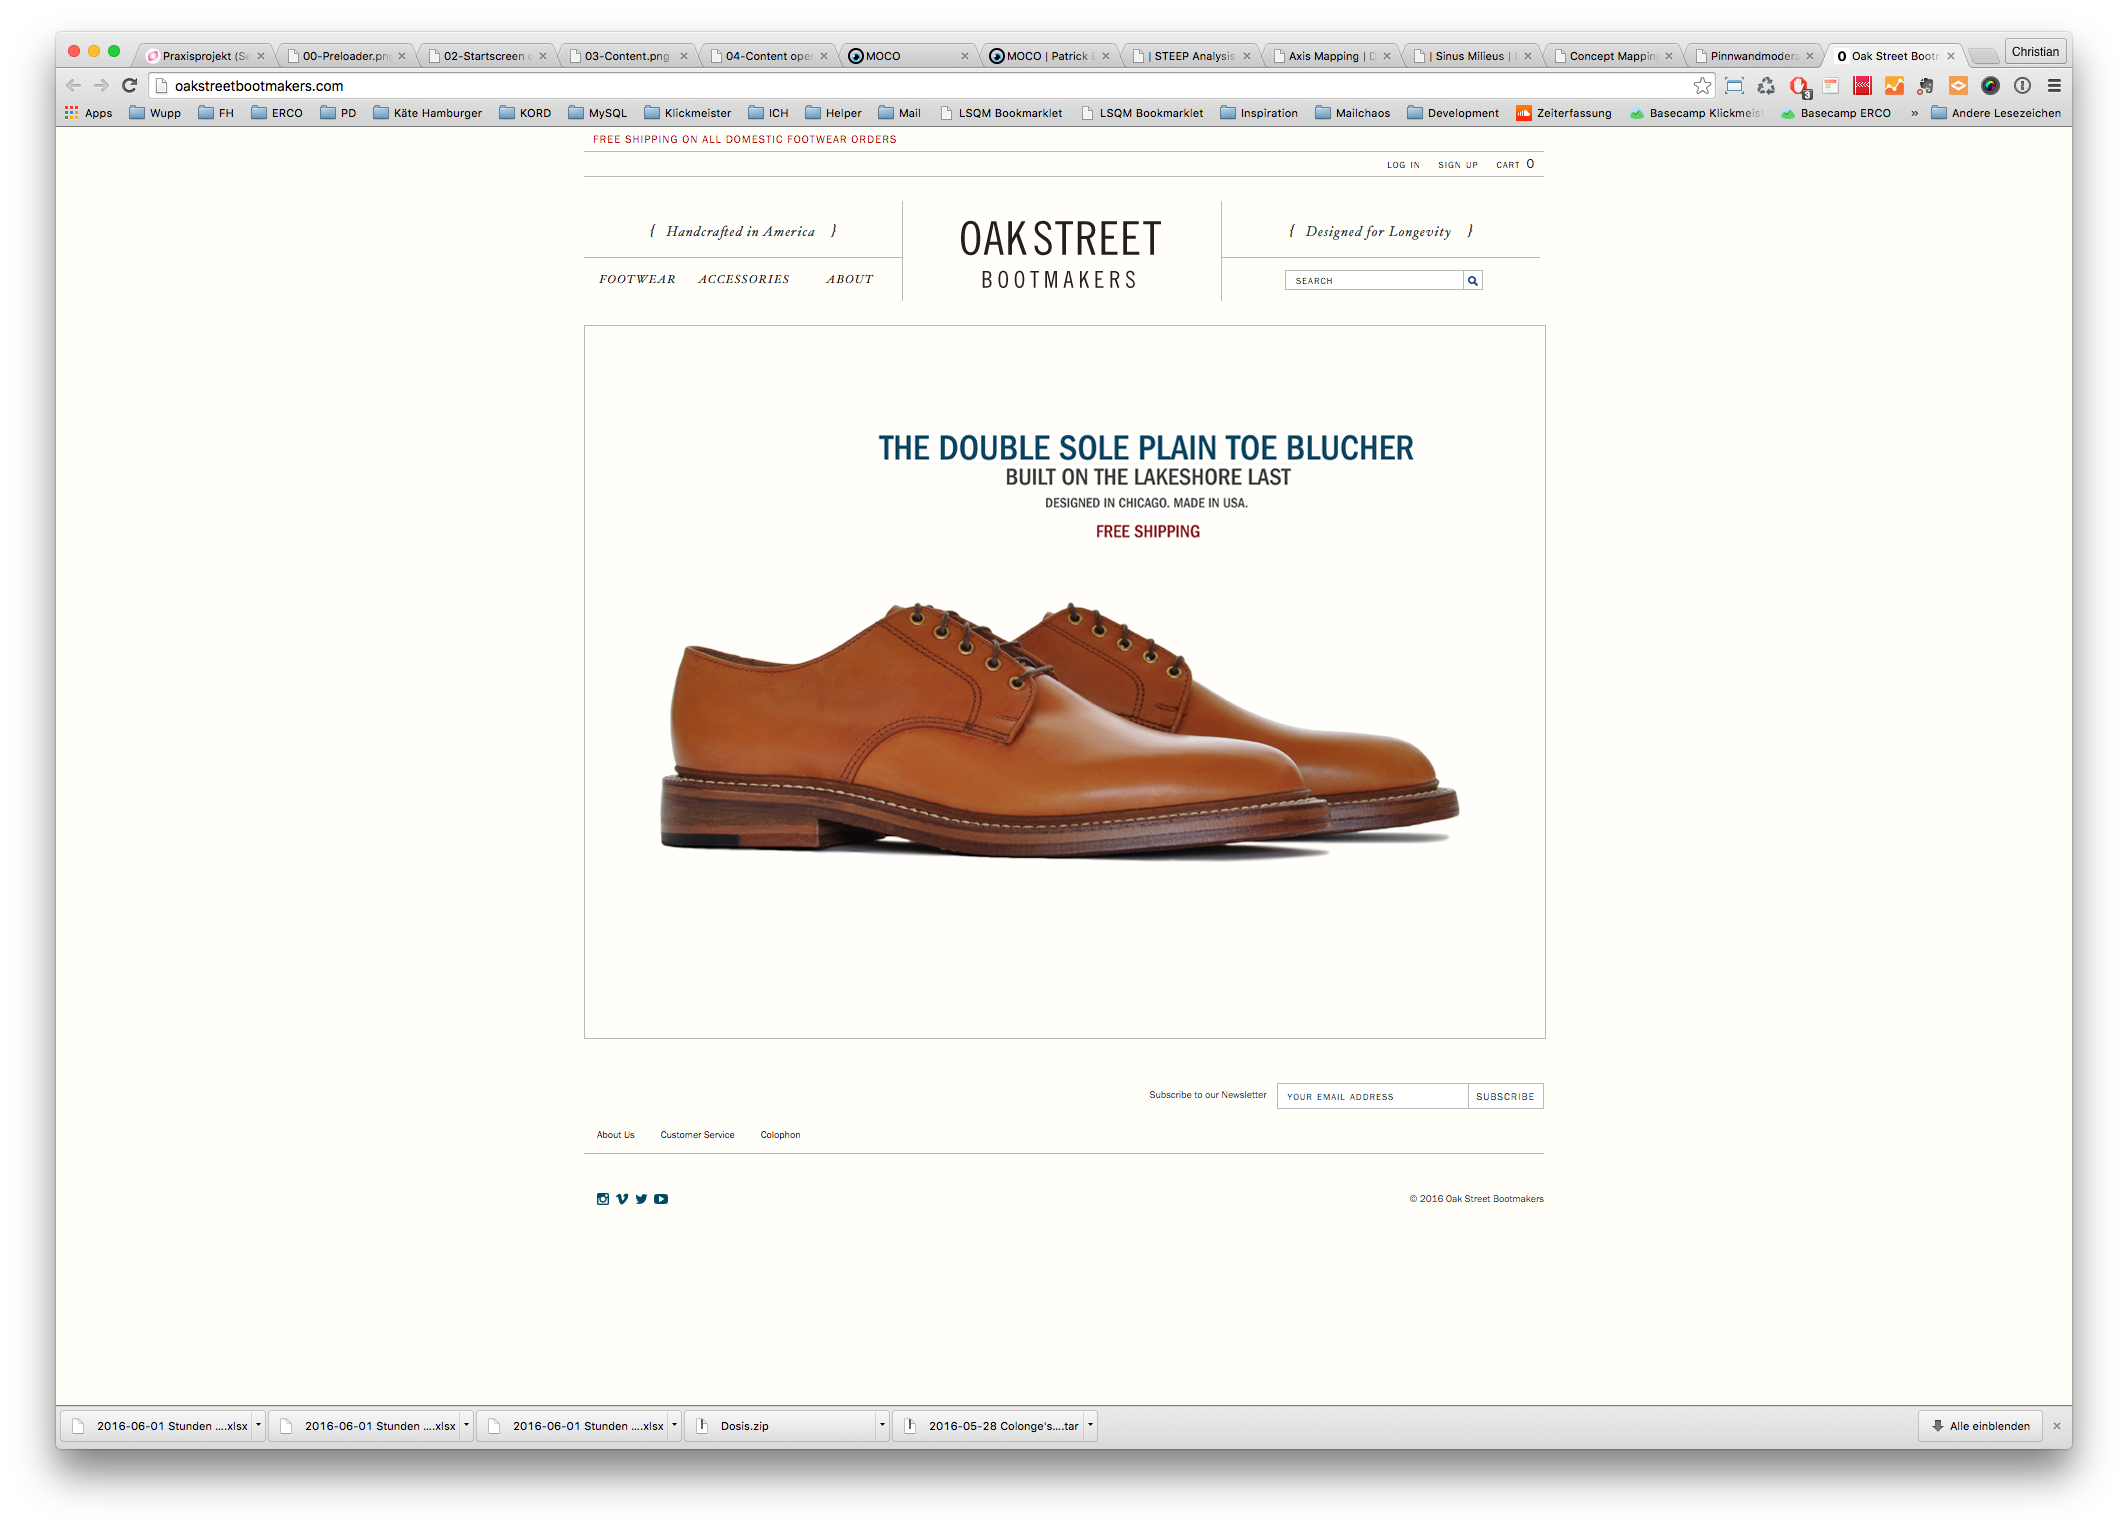 Praxisprojekt (Se
00-Preloader.pn
02-Startscreen
03-Content.png
04-Content ope
MOCO
MOCO | Patrick
| STEEP Analysis
Axis Mapping | D
| Sinus Milieus |
Concept Mapping
Pinnwandmodera
Oak Street Bootm
Christian
oakstreetbootmakers.com
3
Apps Wupp FH ERCO PD Käte Hamburger KORD MySQL Klickmeister ICH Helper Mail LSQM Bookmarklet LSQM Bookmarklet Inspiration Mailchaos Development Zeiterfassung Basecamp Klickmeist Basecamp ERCO » Andere Lesezeichen
FREE SHIPPING ON ALL DOMESTIC FOOTWEAR ORDERS
LOG IN SIGN UP CART 0
{ Handcrafted in America }
OAK STREET
BOOTMAKERS
{ Designed for Longevity }
FOOTWEAR ACCESSORIES ABOUT
SEARCH
THE DOUBLE SOLE PLAIN TOE BLUCHER
BUILT ON THE LAKESHORE LAST
DESIGNED IN CHICAGO. MADE IN USA.
FREE SHIPPING
Subscribe to our Newsletter YOUR EMAIL ADDRESS SUBSCRIBE
About Us Customer Service Colophon
© 2016 Oak Street Bootmakers
2016-06-01 Stunden ....xlsx
2016-06-01 Stunden ....xlsx
2016-06-01 Stunden ....xlsx
Dosis.zip
2016-05-28 Colonge's....tar
Alle einblenden